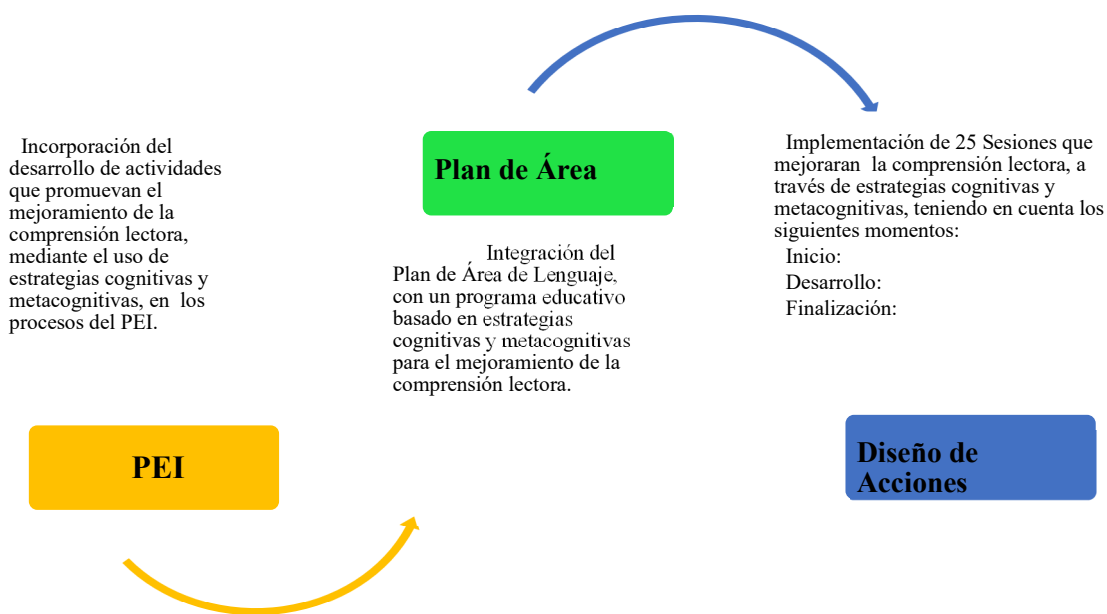 Incorporación del
desarrollo de actividades
que promuevan el
mejoramiento de la
comprensión lectora,
mediante el uso de
estrategias cognitivas y
metacognitivas, en los
procesos del PEI.
PEI
Plan de Área
Integración del
Plan de Área de Lenguaje,
con un programa educativo
basado en estrategias
cognitivas y metacognitivas
para el mejoramiento de la
comprensión lectora.
Implementación de 25 Sesiones que
mejoraran la comprensión lectora, a
través de estrategias cognitivas y
metacognitivas, teniendo en cuenta los
siguientes momentos:
Inicio:
Desarrollo:
Finalización:
Diseño de
Acciones